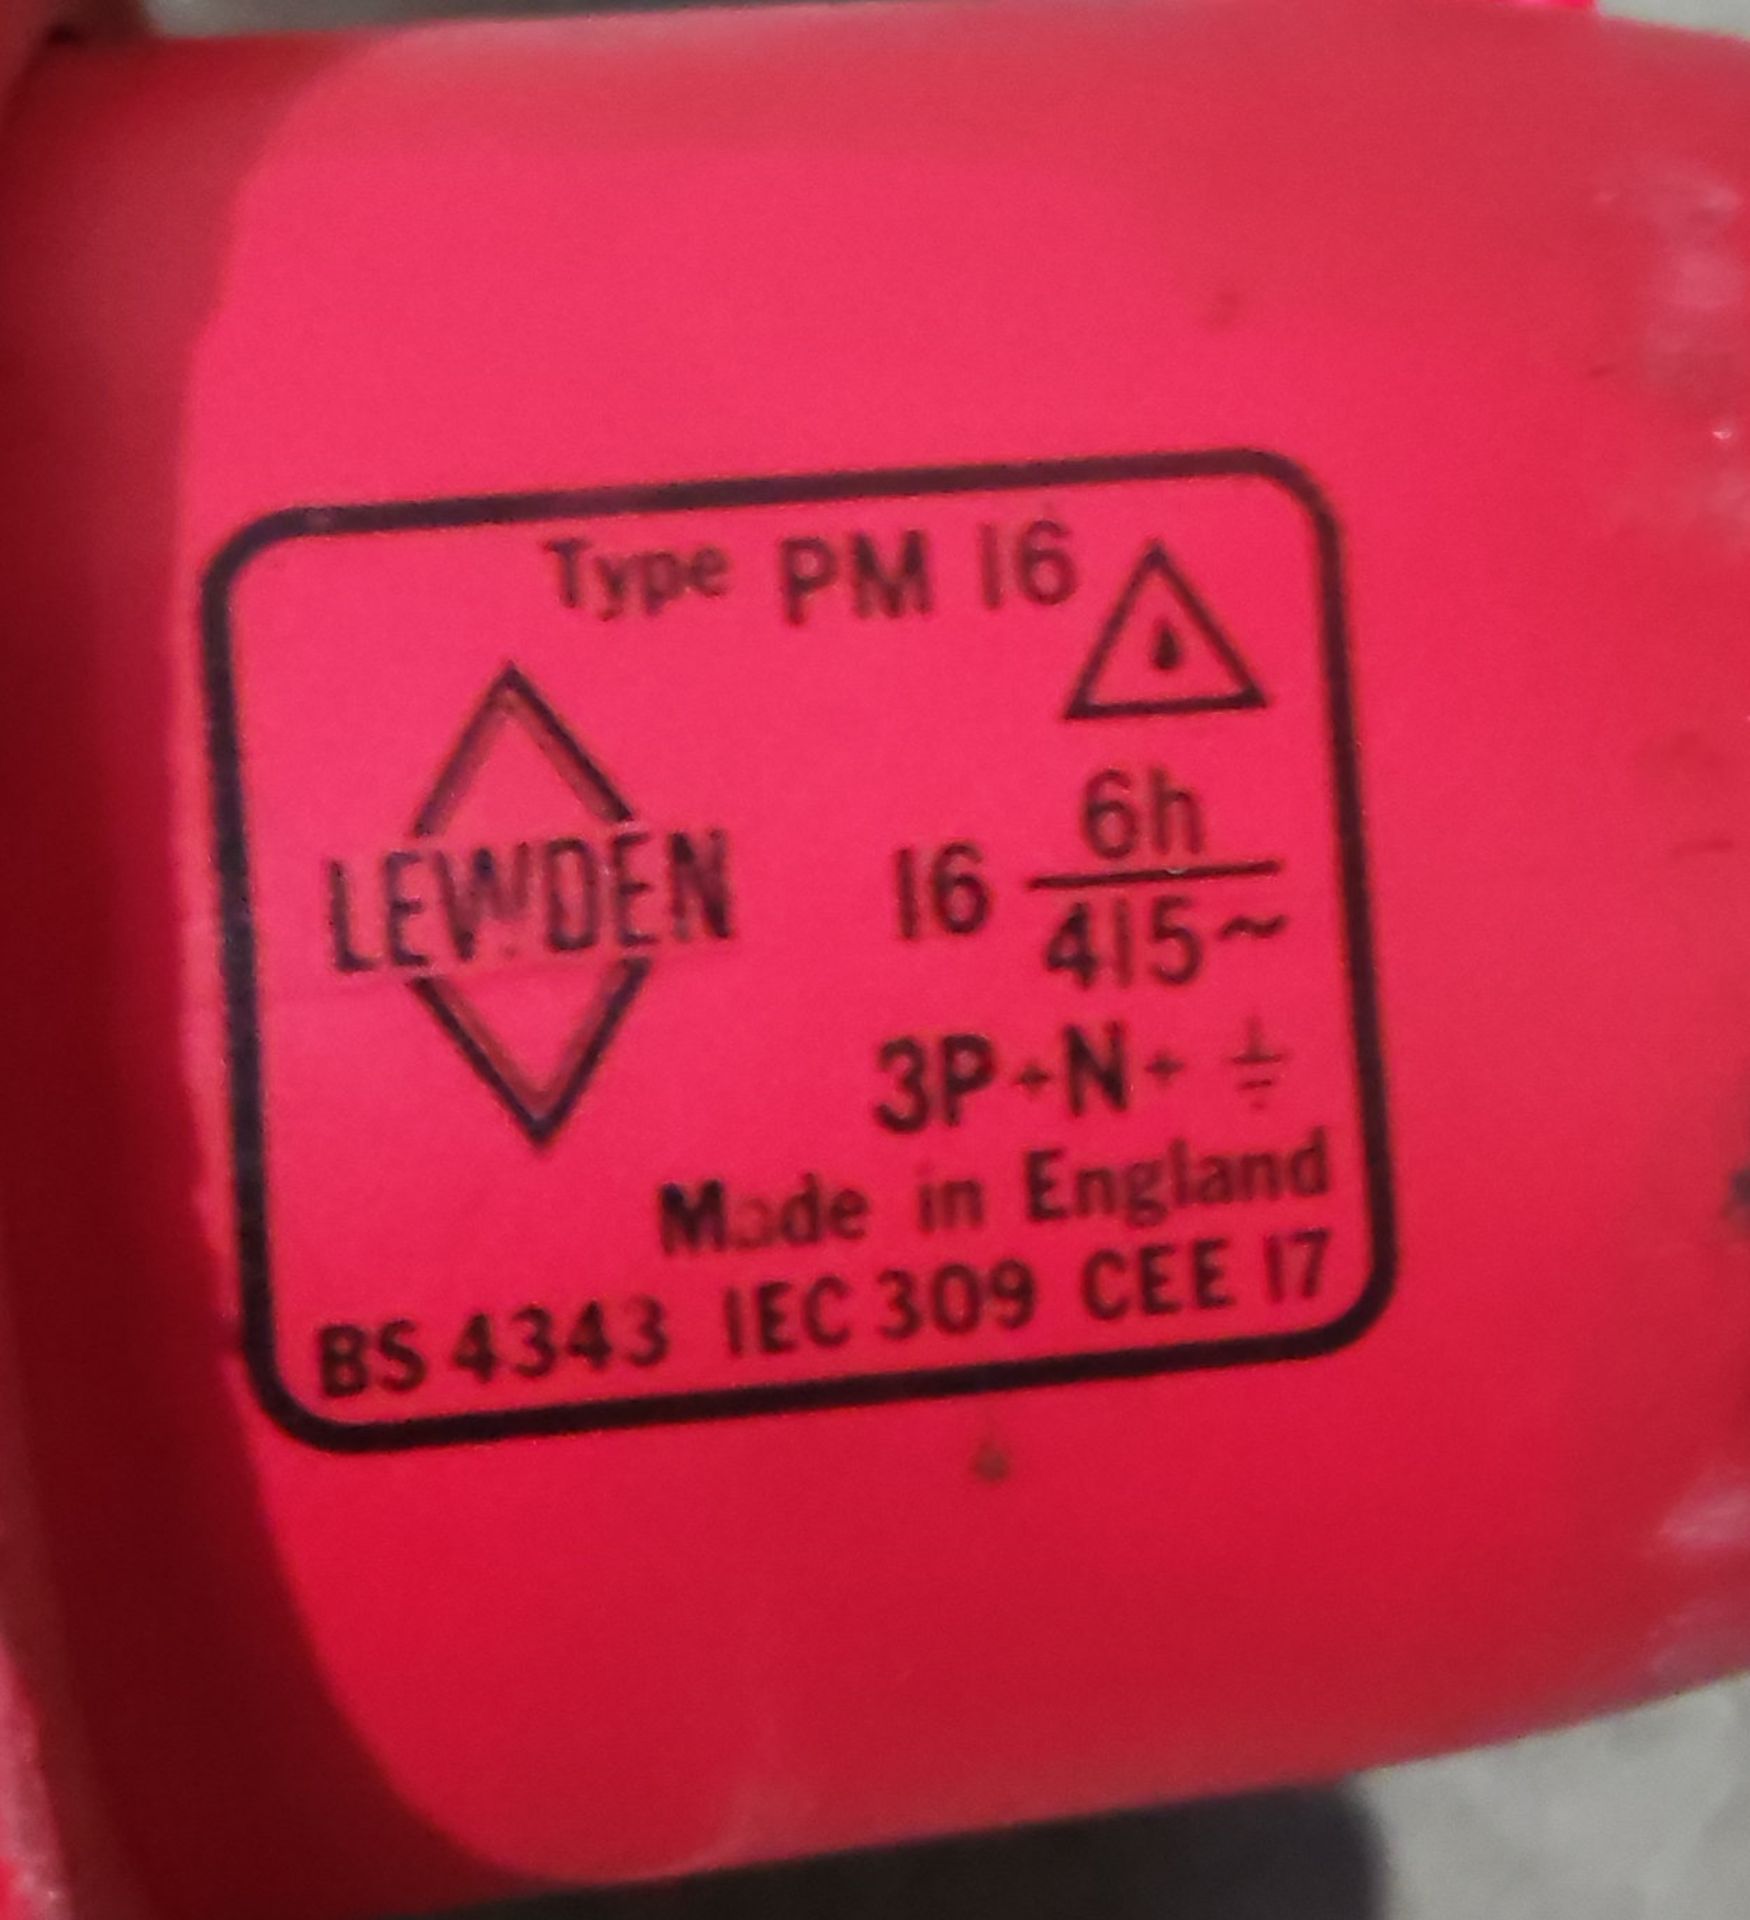 Type PM 16
LEWDEN
16 6h
415~
3P+N+ ⏚
Made in England
BS 4343 IEC 309 CEE 17